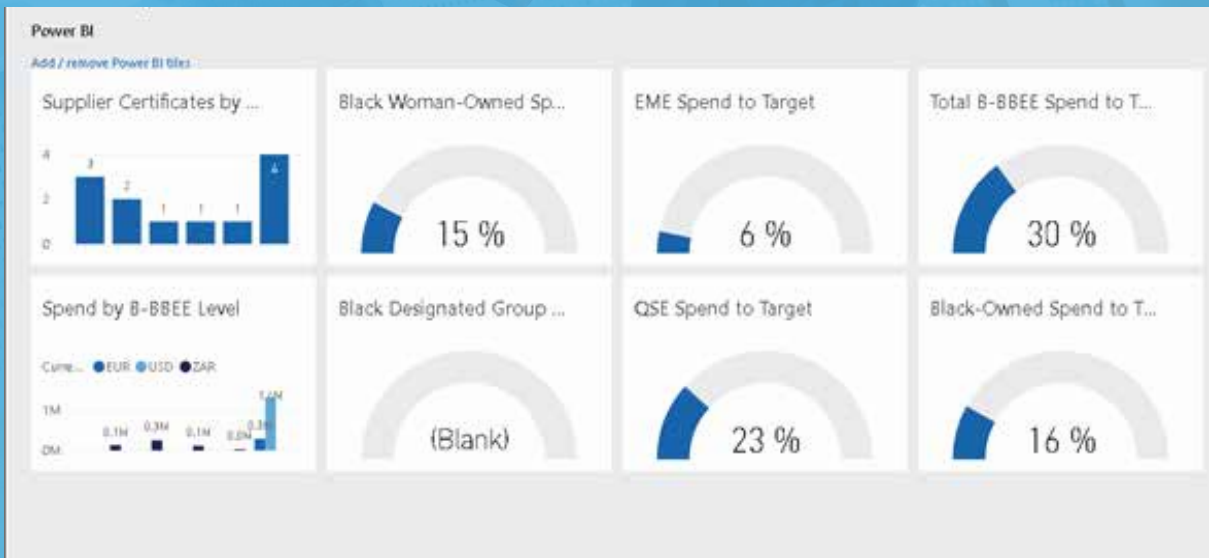 Power BI
Add / remove Power BI tiles
Supplier Certificates by ...
4
2
0
3
2
1
1
1
4
Black Woman-Owned Sp...
15 %
EME Spend to Target
6 %
Total B-BBEE Spend to T...
30 %
Spend by B-BBEE Level
Curre... EUR USD ZAR
1M
0M
0.1M
0.3M
0.1M
0.0M
0.3M
Black Designated Group ...
(Blank)
QSE Spend to Target
23 %
Black-Owned Spend to T...
16 %